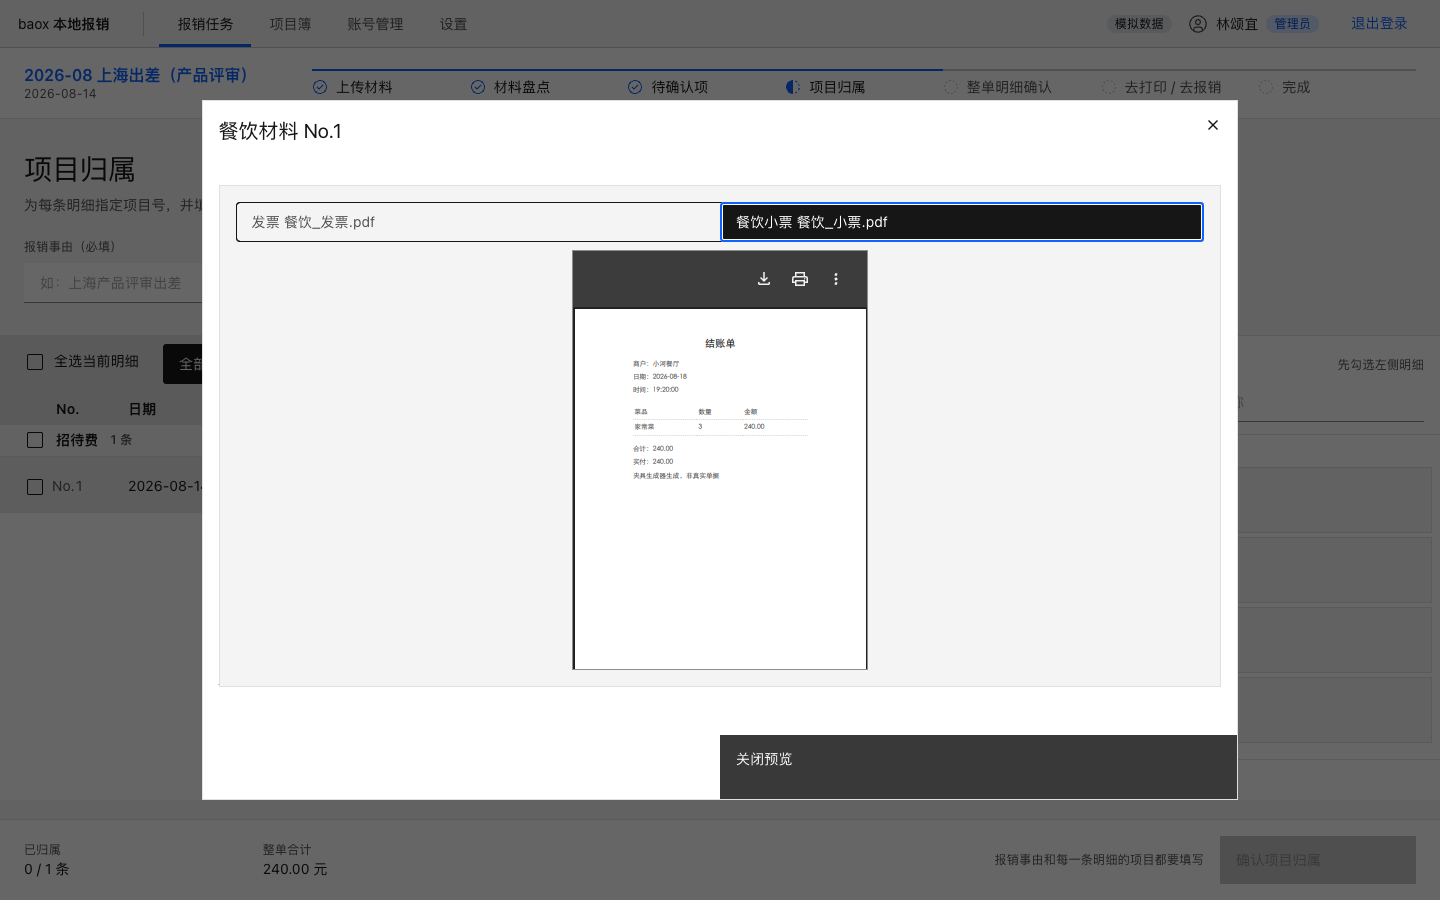 baox 本地报销
报销任务
项目簿
账号管理
设置
模拟数据
林颂宜
管理员
退出登录
2026-08 上海出差（产品评审）
2026-08-14
上传材料
材料盘点
待确认项
项目归属
整单明细确认
去打印 / 去报销
完成
项目归属
为每条明细指定项目号，并
报销事由（必填）
如：上海产品评审出差
全选当前明细
全部
先勾选左侧明细
No.
日期
招待费 1 条
No.1
2026-08-14
餐饮材料 No.1
发票 餐饮_发票.pdf
餐饮小票 餐饮_小票.pdf
结账单
商户：小河餐厅
日期：2026-08-18
时间：19:20:00
菜品 数量 金额
家常菜 3 240.00
合计：240.00
实付：240.00
夹具生成器生成，非真实单据
关闭预览
已归属
0 / 1 条
整单合计
240.00 元
报销事由和每一条明细的项目都要填写
确认项目归属